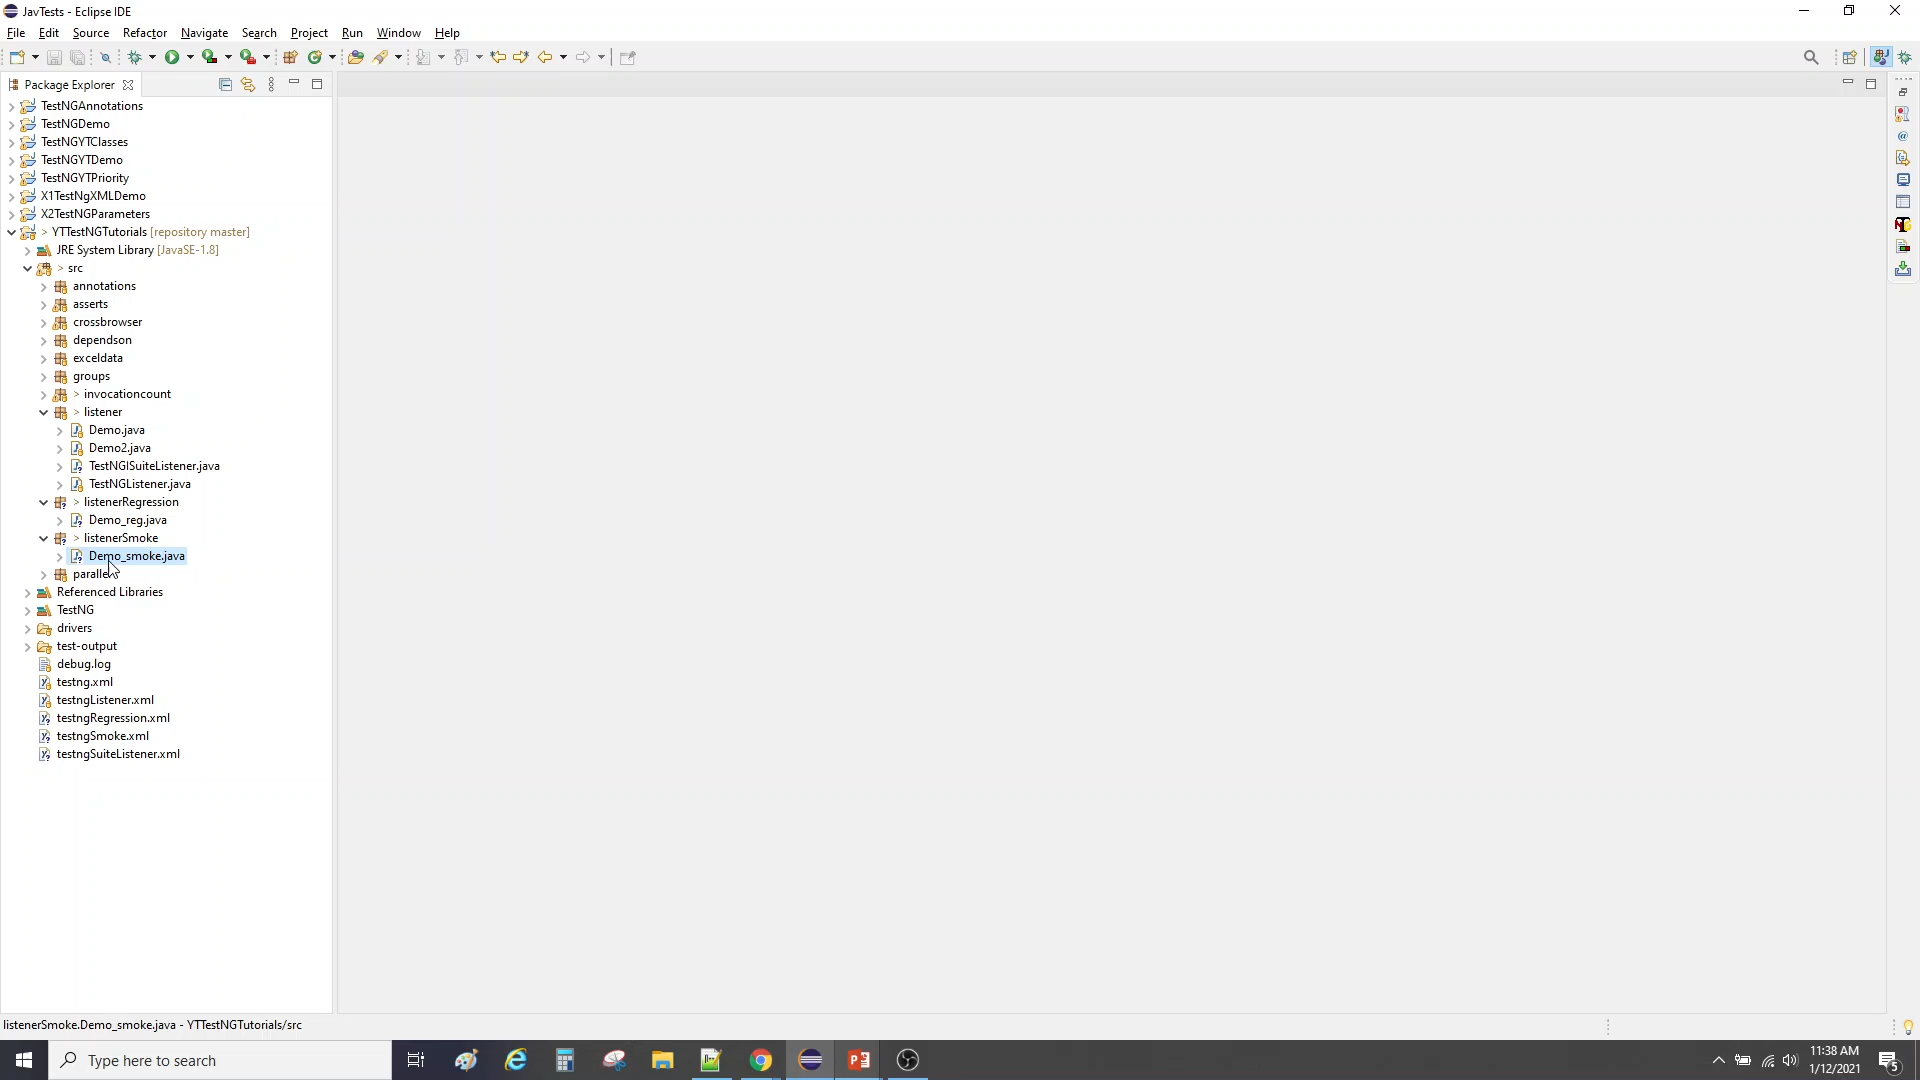 JavTests - Eclipse IDE
File Edit Source Refactor Navigate Search Project Run Window Help
Package Explorer
TestNGAnnotations
TestNGDemo
TestNGYTClasses
TestNGYTDemo
TestNGYTPriority
X1TestNgXMLDemo
X2TestNGParameters
> YTTestNGTutorials [repository master]
JRE System Library [JavaSE-1.8]
> src
annotations
asserts
crossbrowser
dependson
exceldata
groups
> invocationcount
> listener
Demo.java
Demo2.java
TestNGISuiteListener.java
TestNGListener.java
> listenerRegression
Demo_reg.java
> listenerSmoke
Demo_smoke.java
parallel
Referenced Libraries
TestNG
drivers
test-output
debug.log
testng.xml
testngListener.xml
testngRegression.xml
testngSmoke.xml
testngSuiteListener.xml
listenerSmoke.Demo_smoke.java - YTTestNGTutorials/src
Type here to search
11:38 AM
1/12/2021
5